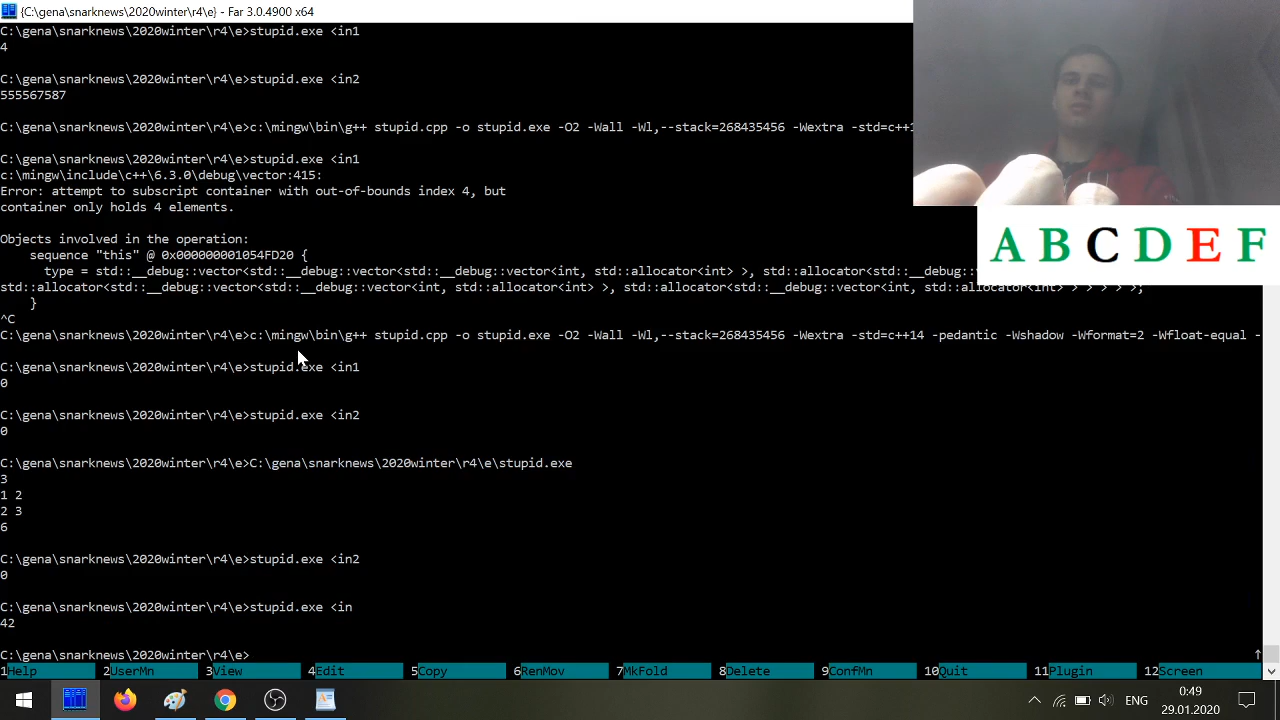 {C:\gena\snarknews\2020winter\r4\e} - Far 3.0.4900 x64
C:\gena\snarknews\2020winter\r4\e>stupid.exe <in1
4
C:\gena\snarknews\2020winter\r4\e>stupid.exe <in2
555567587
C:\gena\snarknews\2020winter\r4\e>c:\mingw\bin\g++ stupid.cpp -o stupid.exe -O2 -Wall -Wl,--stack=268435456 -Wextra -std=c++1
C:\gena\snarknews\2020winter\r4\e>stupid.exe <in1
c:\mingw\include\c++\6.3.0\debug\vector:415:
Error: attempt to subscript container with out-of-bounds index 4, but
container only holds 4 elements.
A B C D E F
Objects involved in the operation:
sequence "this" @ 0x000000001054FD20 {
type = std::__debug::vector<std::__debug::vector<std::__debug::vector<int, std::allocator<int> >, std::allocator<std::__debug::
std::allocator<std::__debug::vector<std::__debug::vector<int, std::allocator<int> >, std::allocator<std::__debug::vector<int, std::allocator<int> > > > > >;
}
^C
C:\gena\snarknews\2020winter\r4\e>c:\mingw\bin\g++ stupid.cpp -o stupid.exe -O2 -Wall -Wl,--stack=268435456 -Wextra -std=c++14 -pedantic -Wshadow -Wformat=2 -Wfloat-equal -
C:\gena\snarknews\2020winter\r4\e>stupid.exe <in1
0
C:\gena\snarknews\2020winter\r4\e>stupid.exe <in2
0
C:\gena\snarknews\2020winter\r4\e>C:\gena\snarknews\2020winter\r4\e\stupid.exe
3
1 2
2 3
6
C:\gena\snarknews\2020winter\r4\e>stupid.exe <in2
0
C:\gena\snarknews\2020winter\r4\e>stupid.exe <in
42
C:\gena\snarknews\2020winter\r4\e>
1Help 2UserMn 3View 4Edit 5Copy 6RenMov 7MkFold 8Delete 9ConfMn 10Quit 11Plugin 12Screen
ENG
0:49
29.01.2020